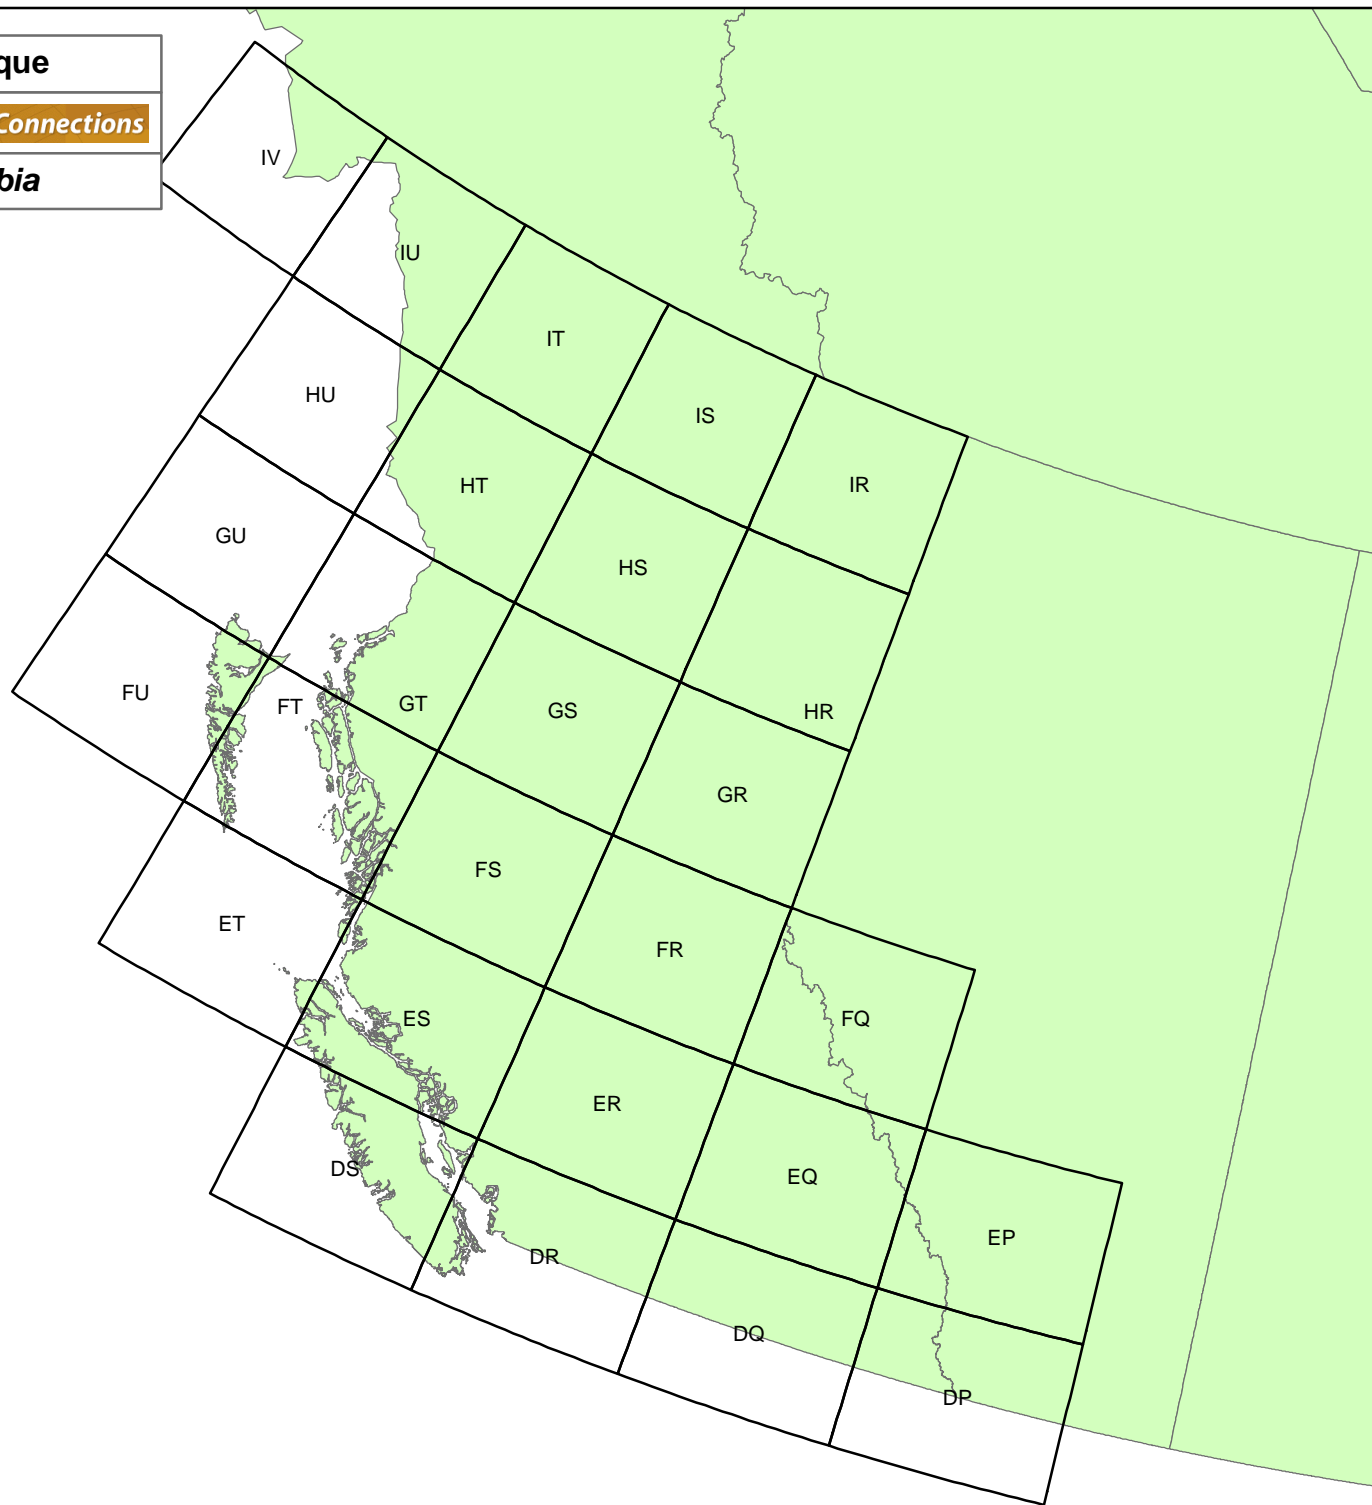 que
Connections
bia
IV
IU
IT
IS
IR
HU
HT
HS
HR
GU
GT
GS
GR
FU
FT
FS
FR
FQ
ET
ES
ER
EQ
EP
DS
DR
DQ
DP